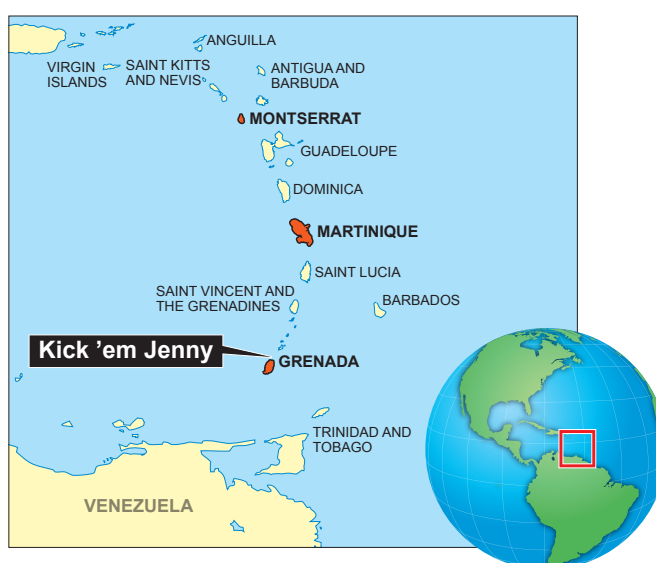 ANGUILLA
VIRGIN
ISLANDS
SAINT KITTS
AND NEVIS
ANTIGUA AND
BARBUDA
MONTSERRAT
GUADELOUPE
DOMINICA
MARTINIQUE
SAINT LUCIA
SAINT VINCENT AND
THE GRENADINES
BARBADOS
Kick ’em Jenny
GRENADA
TRINIDAD AND
TOBAGO
VENEZUELA